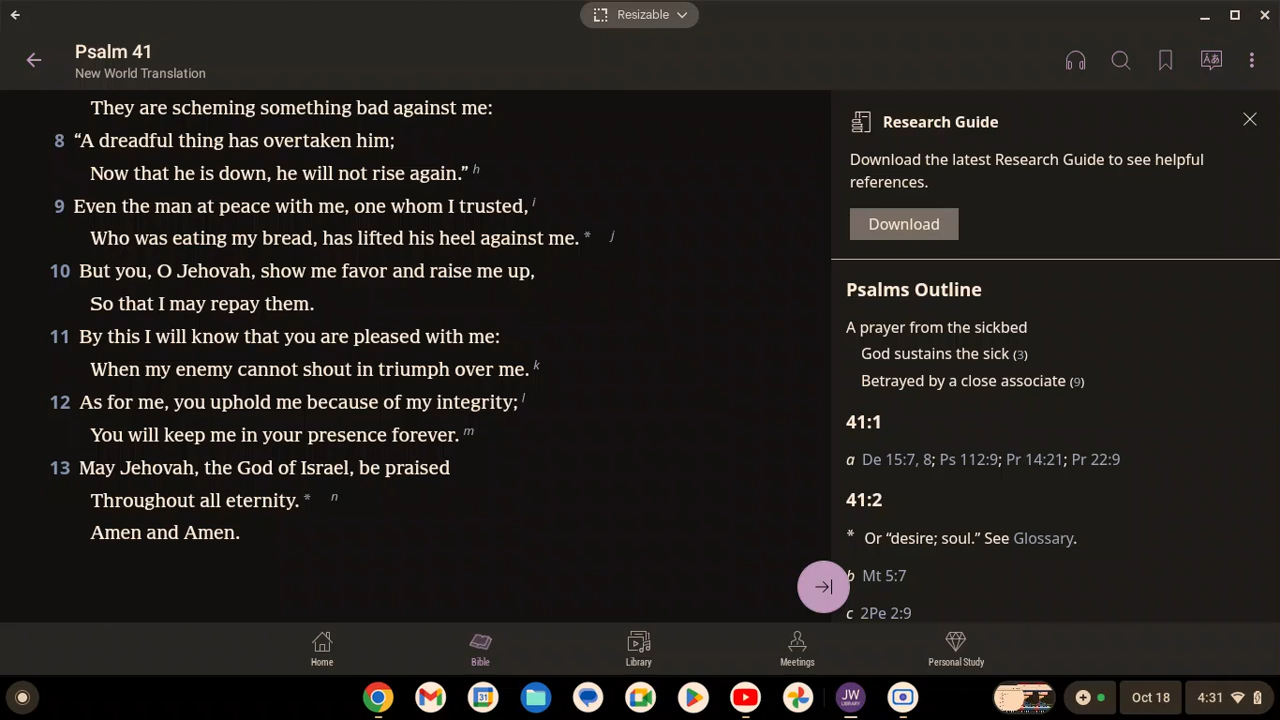 Resizable
Psalm 41
New World Translation
They are scheming something bad against me:
8 “A dreadful thing has overtaken him;
Now that he is down, he will not rise again.” h
9 Even the man at peace with me, one whom I trusted, i
Who was eating my bread, has lifted his heel against me. * j
10 But you, O Jehovah, show me favor and raise me up,
So that I may repay them.
11 By this I will know that you are pleased with me:
When my enemy cannot shout in triumph over me. k
12 As for me, you uphold me because of my integrity; l
You will keep me in your presence forever. m
13 May Jehovah, the God of Israel, be praised
Throughout all eternity. * n
Amen and Amen.
Research Guide
Download the latest Research Guide to see helpful
references.
Download
Psalms Outline
A prayer from the sickbed
God sustains the sick (3)
Betrayed by a close associate (9)
41:1
a De 15:7, 8; Ps 112:9; Pr 14:21; Pr 22:9
41:2
* Or “desire; soul.” See Glossary.
b Mt 5:7
c 2Pe 2:9
Home
Bible
Library
Meetings
Personal Study
31
JW
LIBRARY
Oct 18
4:31